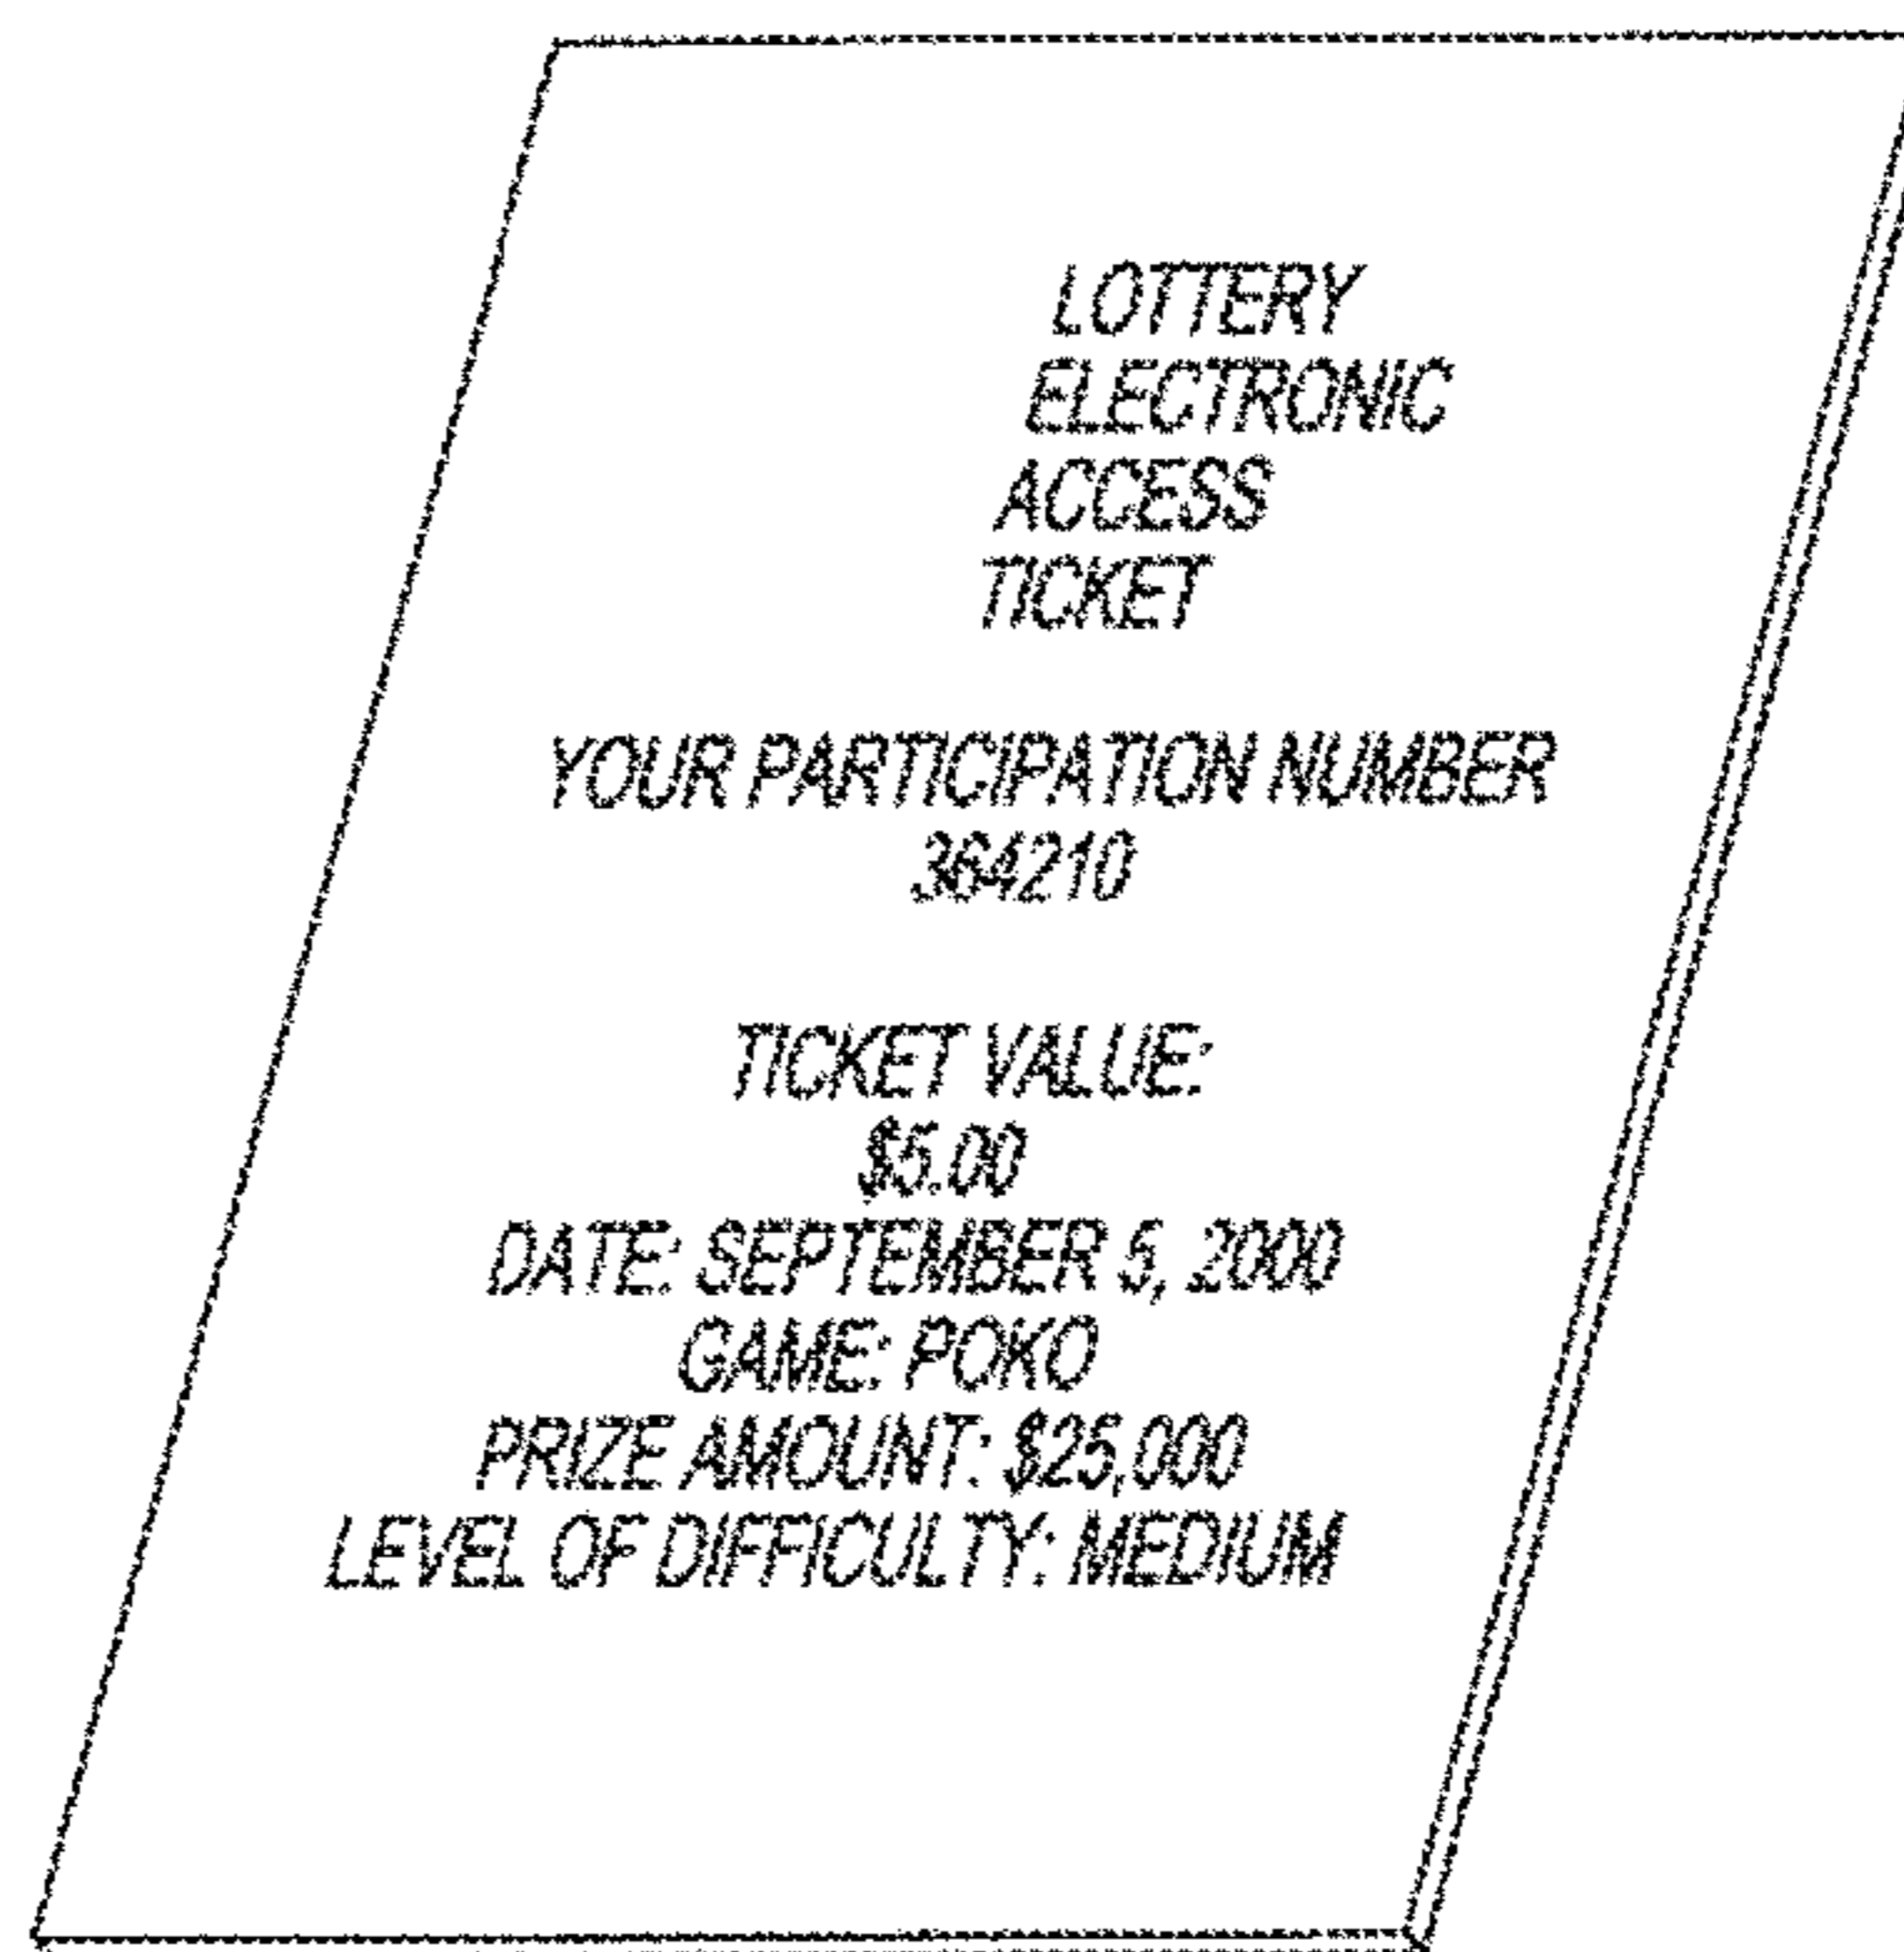 LOTTERY
ELECTRONIC
ACCESS
TICKET
YOUR PARTICIPATION NUMBER
364210
TICKET VALUE:
$5.00
DATE: SEPTEMBER 5, 2000
GAME: POKO
PRIZE AMOUNT: $25,000
LEVEL OF DIFFICULTY: MEDIUM